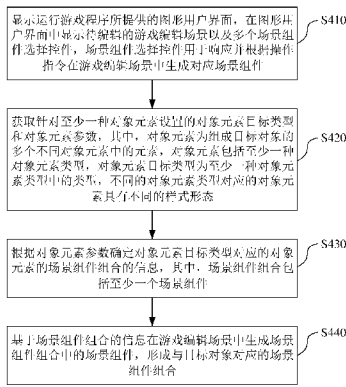 显示运行游戏程序所提供的图形用户界面，在图形用
户界面中显示待编辑的游戏编辑场景以及多个场景组
件选择控件，场景组件选择控件用于响应并根据操作
指令在游戏编辑场景中生成对应场景组件
S410
获取针对至少一种对象元素设置的对象元素目标类型
和对象元素参数，其中，对象元素为组成目标对象的
多个不同对象元素中的元素，对象元素包括至少一种
对象元素类型，对象元素目标类型为至少一种对象元
素类型中的类型，不同的对象元素类型对应的对象元
素具有不同的样式形态
S420
根据对象元素参数确定对象元素目标类型对应的对象
元素的场景组件组合的信息，其中，场景组件组合包
括至少一个场景组件
S430
基于场景组件组合的信息在游戏编辑场景中生成场景
组件组合中的场景组件，形成与目标对象对应的场景
组件组合
S440